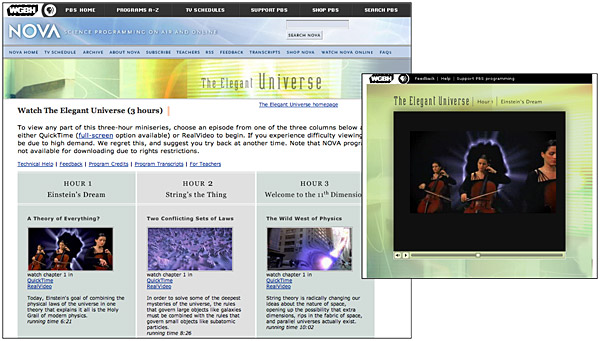 WGBH PBS HOME PROGRAMS A-Z TV SCHEDULES SUPPORT PBS SHOP PBS SEARCH PBS
NOVA SCIENCE PROGRAMMING ON AIR AND ONLINE
SEARCH NOVA
NOVA HOME TV SCHEDULE ARCHIVE ABOUT NOVA SUBSCRIBE TEACHERS RSS FEEDBACK TRANSCRIPTS SHOP NOVA WATCH NOVA ONLINE FAQs
The Elegant Universe
The Elegant Universe homepage
Watch The Elegant Universe (3 hours)
To view any part of this three-hour miniseries, choose an episode from one of the three columns below a
either QuickTime (full-screen option available) or RealVideo to begin. If you experience difficulty viewing
be due to high demand. We regret this, and suggest you try back at another time. Note that NOVA progr
not available for downloading due to rights restrictions.
Technical Help | Feedback | Program Credits | Program Transcripts | For Teachers
HOUR 1
Einstein's Dream
A Theory of Everything?
watch chapter 1 in
QuickTime
RealVideo
Today, Einstein's goal of combining the
physical laws of the universe in one
theory that explains it all is the Holy
Grail of modern physics.
running time 6:21
HOUR 2
String's the Thing
Two Conflicting Sets of Laws
watch chapter 1 in
QuickTime
RealVideo
In order to solve some of the deepest
mysteries of the universe, the rules
that govern large objects like galaxies
must be combined with the rules that
govern small objects like subatomic
particles.
running time 8:26
HOUR 3
Welcome to the 11th Dimension
The Wild West of Physics
watch chapter 1 in
QuickTime
RealVideo
String theory is radically changing our
ideas about the nature of space,
opening up the possibility that extra
dimensions, rips in the fabric of space,
and parallel universes actually exist.
running time 10:02
WGBH PBS Feedback | Help | Support PBS programming
The Elegant Universe | Hour 1 | Einstein's Dream